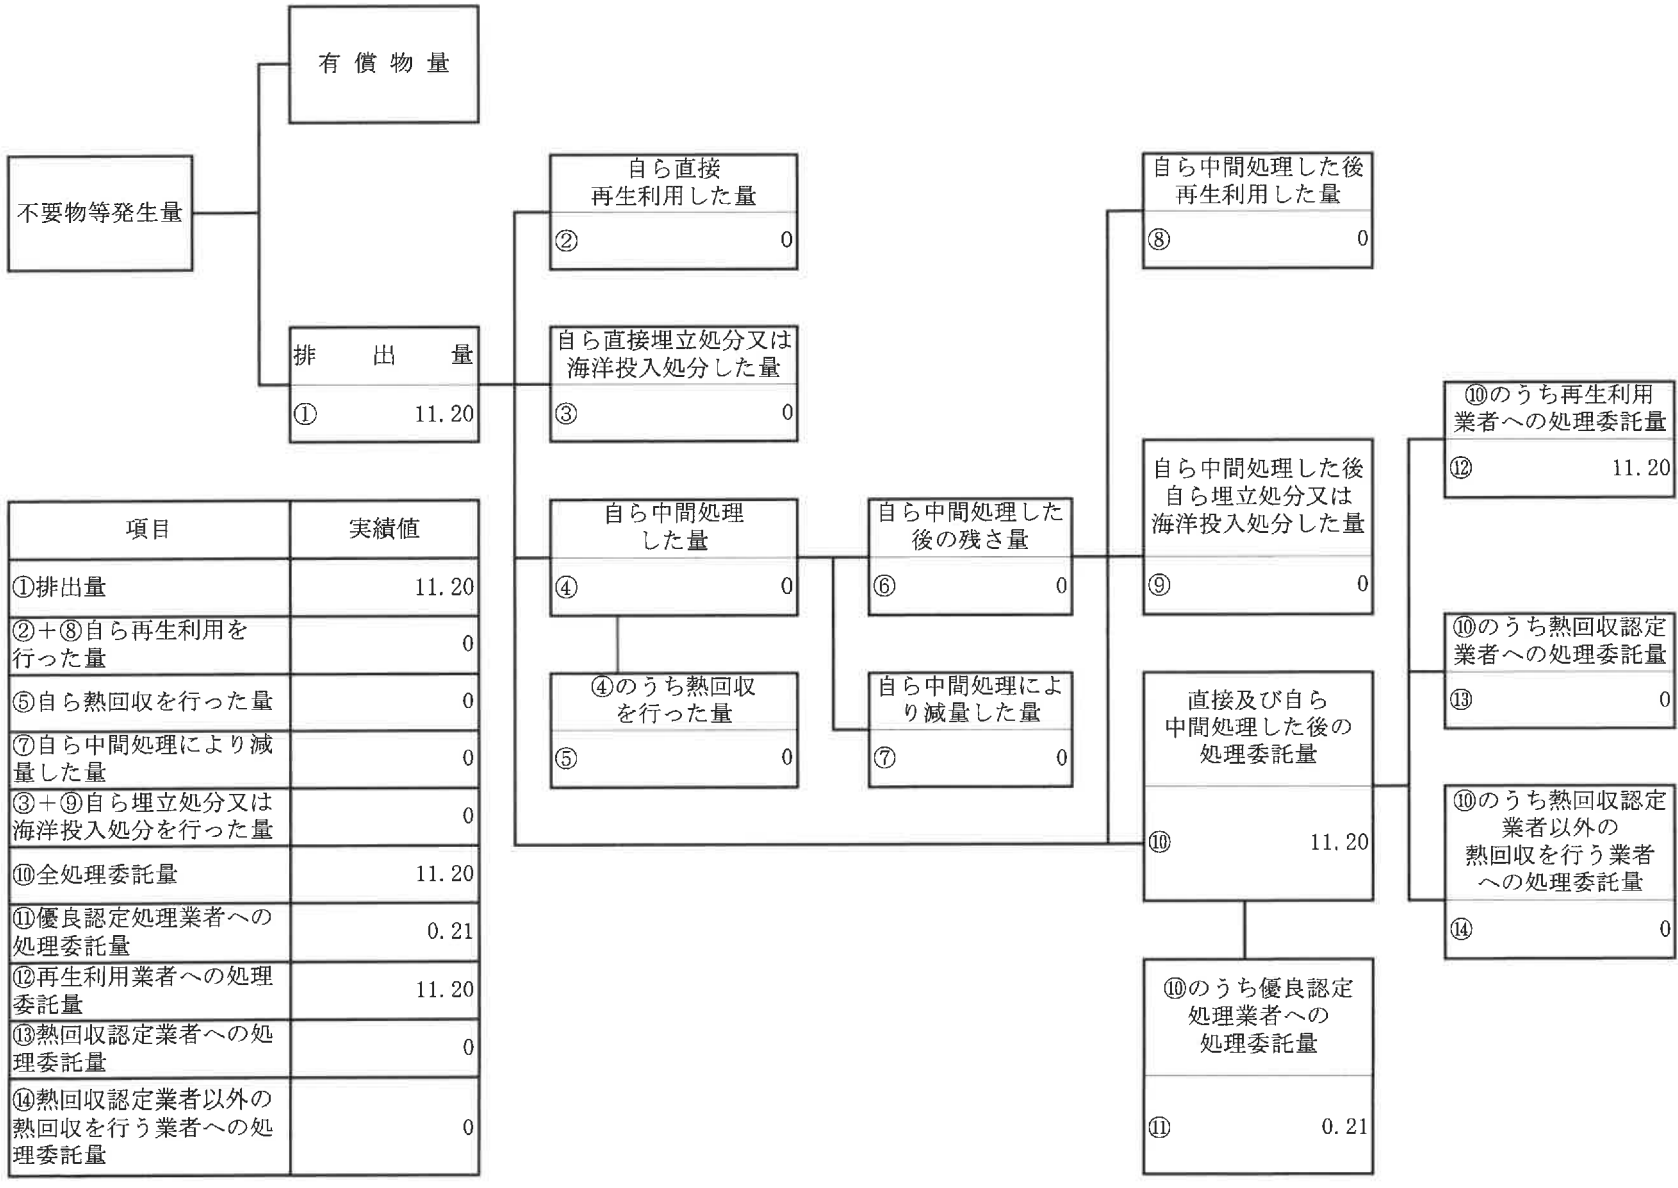 有償物量
不要物等発生量
排出量
① 11.20
自ら直接
再生利用した量
② 0
自ら直接埋立処分又は
海洋投入処分した量
③ 0
自ら中間処理
した量
④ 0
④のうち熱回収
を行った量
⑤ 0
自ら中間処理した
後の残さ量
⑥ 0
自ら中間処理によ
り減量した量
⑦ 0
自ら中間処理した後
再生利用した量
⑧ 0
自ら中間処理した後
自ら埋立処分又は
海洋投入処分した量
⑨ 0
直接及び自ら
中間処理した後の
処理委託量
⑩ 11.20
⑩のうち優良認定
処理業者への
処理委託量
⑪ 0.21
⑩のうち再生利用
業者への処理委託量
⑫ 11.20
⑩のうち熱回収認定
業者への処理委託量
⑬ 0
⑩のうち熱回収認定
業者以外の
熱回収を行う業者
への処理委託量
⑭ 0
項目 実績値
①排出量 11.20
②+⑧自ら再生利用を
行った量 0
⑤自ら熱回収を行った量 0
⑦自ら中間処理により減
量した量 0
③+⑨自ら埋立処分又は
海洋投入処分を行った量 0
⑩全処理委託量 11.20
⑪優良認定処理業者への
処理委託量 0.21
⑫再生利用業者への処理
委託量 11.20
⑬熱回収認定業者への処
理委託量 0
⑭熱回収認定業者以外の
熱回収を行う業者への処
理委託量 0